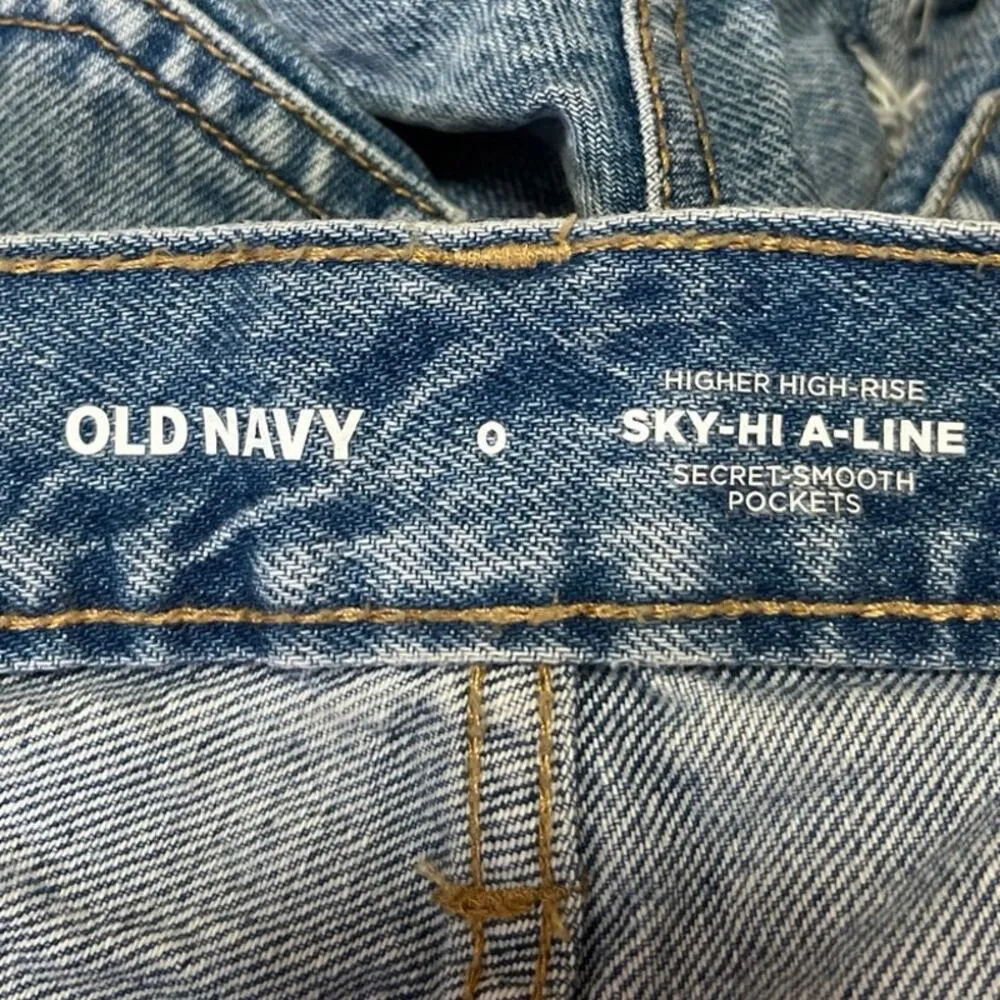 OLD NAVY
0
HIGHER HIGH-RISE
SKY-HI A-LINE
SECRET-SMOOTH
POCKETS